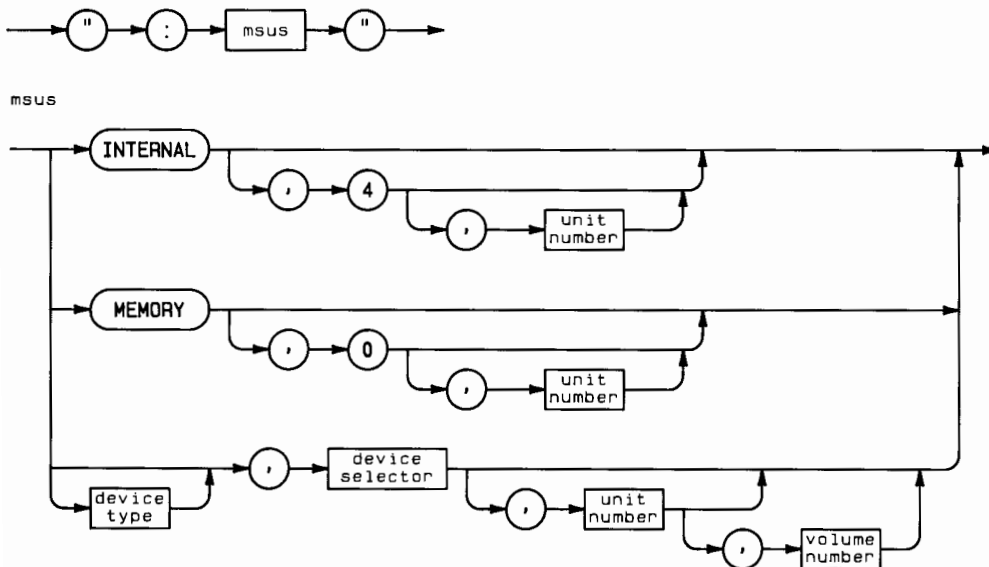 " : msus "
msus
INTERNAL
, 4
, unit
number
MEMORY
, 0
, unit
number
, device
selector
device
type
, unit
number
, volume
number